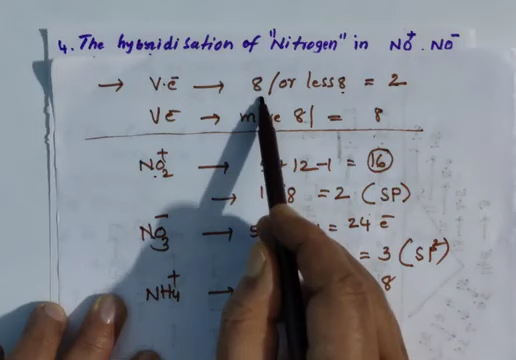 4. The hybridisation of "Nitrogen" in NO⁺. NO⁻
→ V.e⁻ → 8/or less 8 = 2
Ve⁻ → 8| = 8
NO₂⁺ → +12-1 = 16
→ 8 = 2 (SP)
NO₃⁻ → = 24 e⁻
= 3 (SP²)
NH₄⁺ → 8